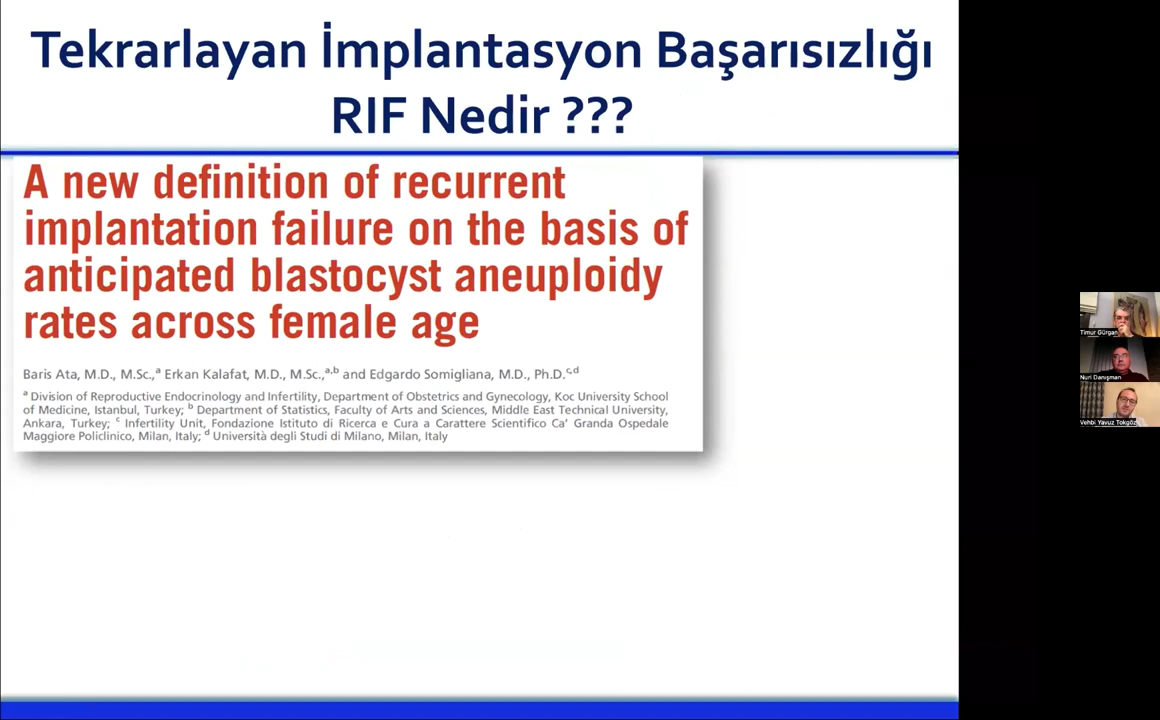 Tekrarlayan İmplantasyon Başarısızlığı
RIF Nedir ???
A new definition of recurrent
implantation failure on the basis of
anticipated blastocyst aneuploidy
rates across female age
Baris Ata, M.D., M.Sc.,a Erkan Kalafat, M.D., M.Sc.,a,b and Edgardo Somigliana, M.D., Ph.D.c,d
a Division of Reproductive Endocrinology and Infertility, Department of Obstetrics and Gynecology, Koc University School
of Medicine, Istanbul, Turkey; b Department of Statistics, Faculty of Arts and Sciences, Middle East Technical University,
Ankara, Turkey; c Infertility Unit, Fondazione Istituto di Ricerca e Cura a Carattere Scientifico Ca' Granda Ospedale
Maggiore Policlinico, Milan, Italy; d Università degli Studi di Milano, Milan, Italy
Timur Gürgan
Nuri Danışman
Vehbi Yavuz Tokgöz